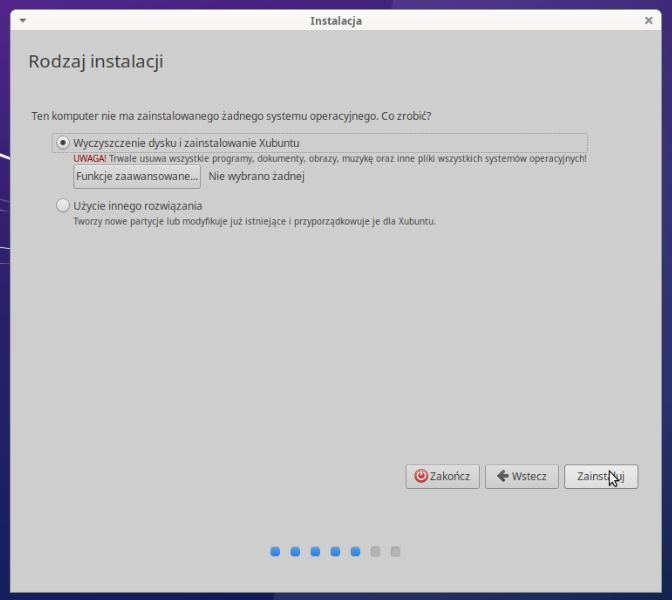 Instalacja
Rodzaj instalacji
Ten komputer nie ma zainstalowanego żadnego systemu operacyjnego. Co zrobić?
Wyczyszczenie dysku i zainstalowanie Xubuntu
UWAGA! Trwale usuwa wszystkie programy, dokumenty, obrazy, muzykę oraz inne pliki wszystkich systemów operacyjnych!
Funkcje zaawansowane... Nie wybrano żadnej
Użycie innego rozwiązania
Tworzy nowe partycje lub modyfikuje już istniejące i przyporządkowuje je dla Xubuntu.
Zakończ Wstecz Zainstaluj